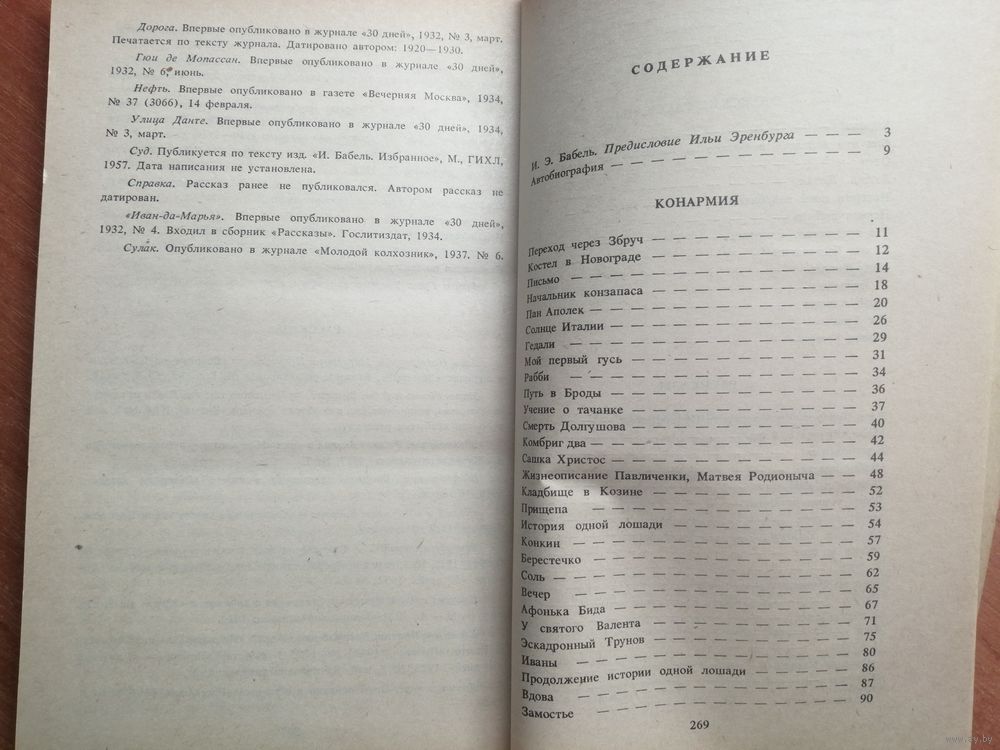 Дорога. Впервые опубликовано в журнале «30 дней», 1932, № 3, март.
Печатается по тексту журнала. Датировано автором: 1920—1930.
Гюи де Мопассан. Впервые опубликовано в журнале «30 дней»,
1932, № 6, июнь.
Нефть. Впервые опубликовано в газете «Вечерняя Москва», 1934,
№ 37 (3066), 14 февраля.
Улица Данте. Впервые опубликовано в журнале «30 дней», 1934,
№ 3, март.
Суд. Публикуется по тексту изд. «И. Бабель. Избранное», М., ГИХЛ,
1957. Дата написания не установлена.
Справка. Рассказ ранее не публиковался. Автором рассказ не
датирован.
«Иван-да-Марья». Впервые опубликовано в журнале «30 дней»,
1932, № 4. Входил в сборник «Рассказы». Гослитиздат, 1934.
Сулак. Опубликовано в журнале «Молодой колхозник», 1937. № 6.
СОДЕРЖАНИЕ
И. Э. Бабель. Предисловие Ильи Эренбурга — — — 3
Автобиография — — — — — — — — — — — 9
КОНАРМИЯ
Переход через Збруч — — — — — — — — — 11
Костел в Новограде — — — — — — — — — 12
Письмо — — — — — — — — — — — — — 14
Начальник конзапаса — — — — — — — — — 18
Пан Аполек — — — — — — — — — — — — 20
Солнце Италии — — — — — — — — — — — 26
Гедали — — — — — — — — — — — — — 29
Мой первый гусь — — — — — — — — — — 31
Рабби — — — — — — — — — — — — — 34
Путь в Броды — — — — — — — — — — — 36
Учение о тачанке — — — — — — — — — — 37
Смерть Долгушова — — — — — — — — — — 40
Комбриг два — — — — — — — — — — — — 42
Сашка Христос — — — — — — — — — — — 44
Жизнеописание Павличенки, Матвея Родионыча — — 48
Кладбище в Козине — — — — — — — — — 52
Прищепа — — — — — — — — — — — — 53
История одной лошади — — — — — — — — 54
Конкин — — — — — — — — — — — — 57
Берестечко — — — — — — — — — — — 59
Соль — — — — — — — — — — — — — 62
Вечер — — — — — — — — — — — — 65
Афонька Бида — — — — — — — — — — 67
У святого Валента — — — — — — — — — 71
Эскадронный Трунов — — — — — — — — — 75
Иваны — — — — — — — — — — — — 80
Продолжение истории одной лошади — — — — — 86
Вдова — — — — — — — — — — — — 87
Замостье — — — — — — — — — — — 90
269
www.ay.by